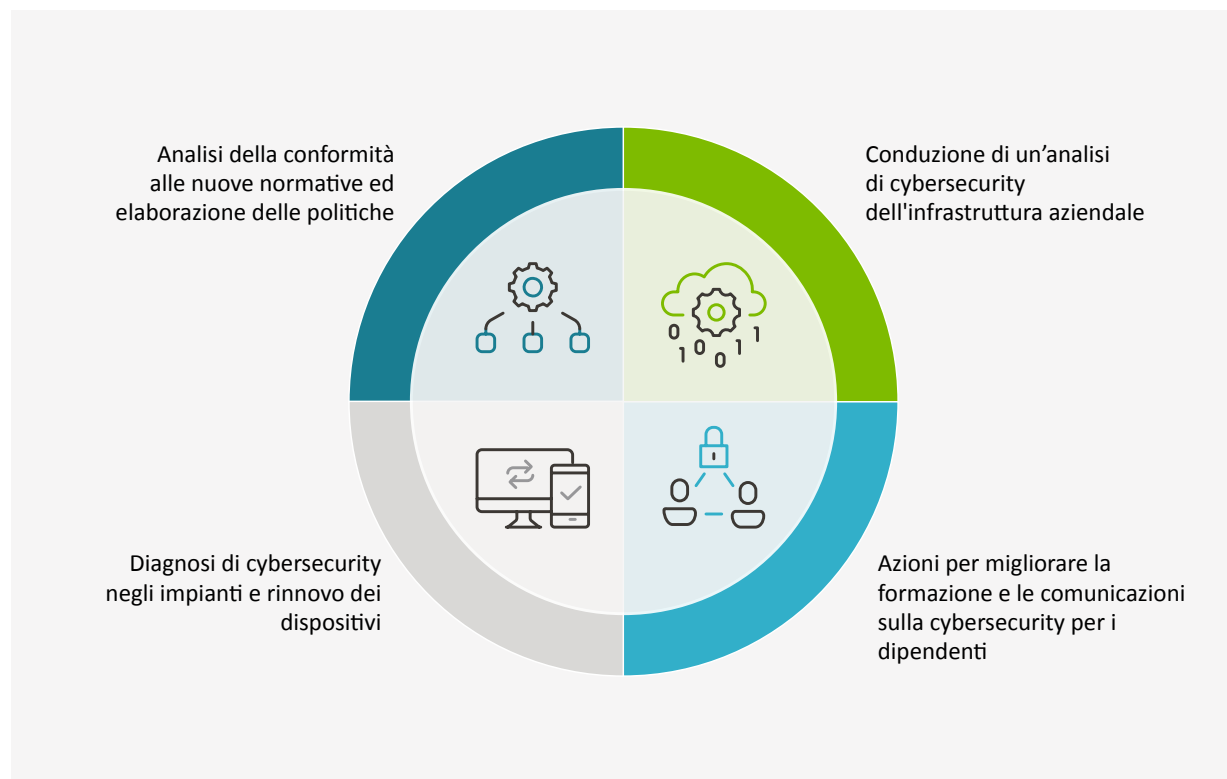 Analisi della conformità
alle nuove normative ed
elaborazione delle politiche
Conduzione di un’analisi
di cybersecurity
dell'infrastruttura aziendale
0
1
0
0
1
1
Diagnosi di cybersecurity
negli impianti e rinnovo dei
dispositivi
Azioni per migliorare la
formazione e le comunicazioni
sulla cybersecurity per i
dipendenti